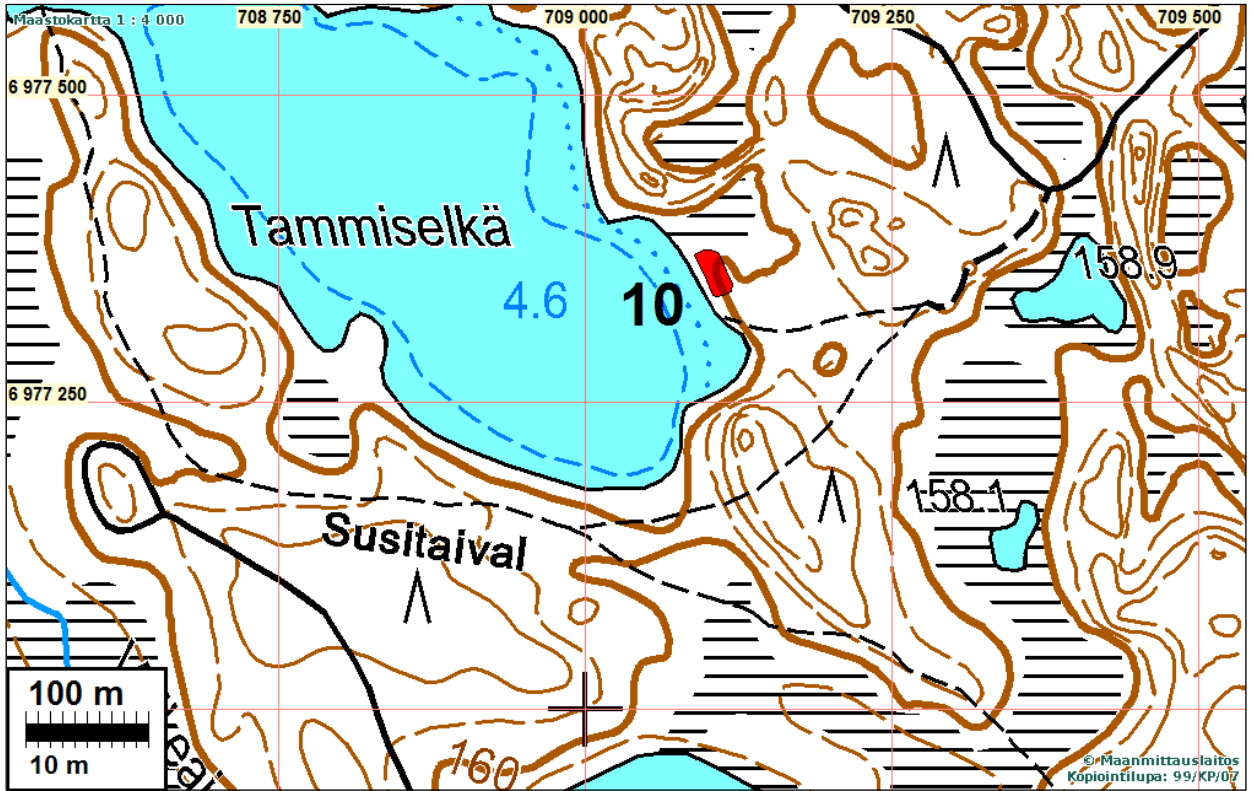 Maastokartta 1 : 4 000
708 750
709 000
709 250
709 500
6 977 500
Tammiselkä
4.6
10
158.9
6 977 250
158.1
Susitaival
160
100 m
10 m
© Maanmittauslaitos
Kopiointilupa: 99/KP/07